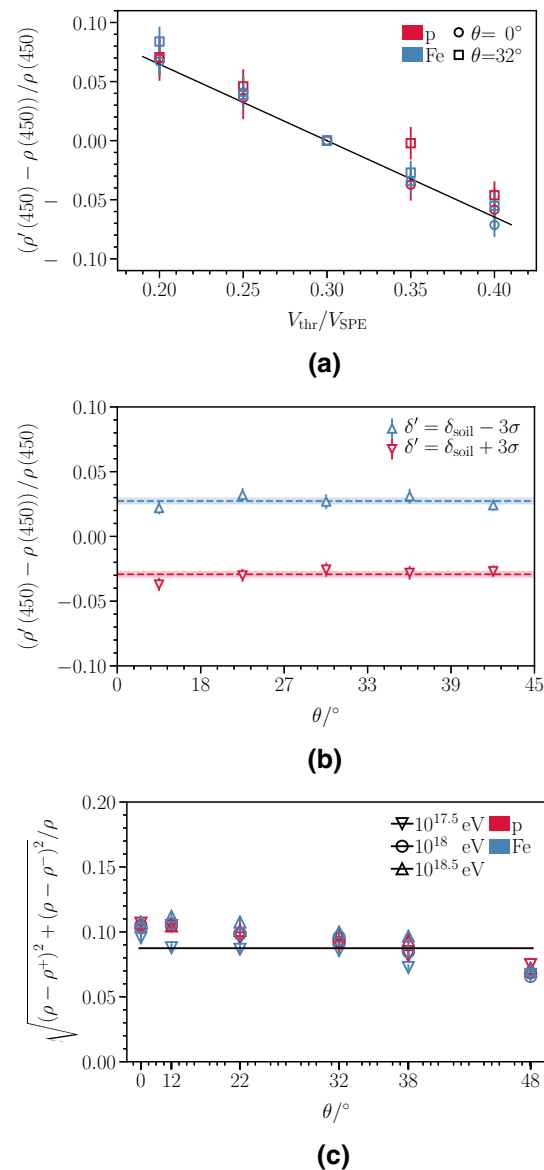 (ρ′(450) − ρ(450))/ρ(450)
0.10
0.05
0.00
−
0.05
−
0.10
p
Fe
θ= 0°
θ=32°
0.20 0.25 0.30 0.35 0.40
V_thr/V_SPE
(a)
(ρ′(450) − ρ(450))/ρ(450)
0.10
0.05
0.00
−0.05
−0.10
δ′ = δ_soil − 3σ
δ′ = δ_soil + 3σ
0 18 27 33 39 45
θ/°
(b)
√(ρ − ρ⁺)² + (ρ − ρ⁻)²/ρ
0.20
0.15
0.10
0.05
0.00
10^17.5 eV
10^18 eV
10^18.5 eV
p
Fe
0 12 22 32 38 48
θ/°
(c)